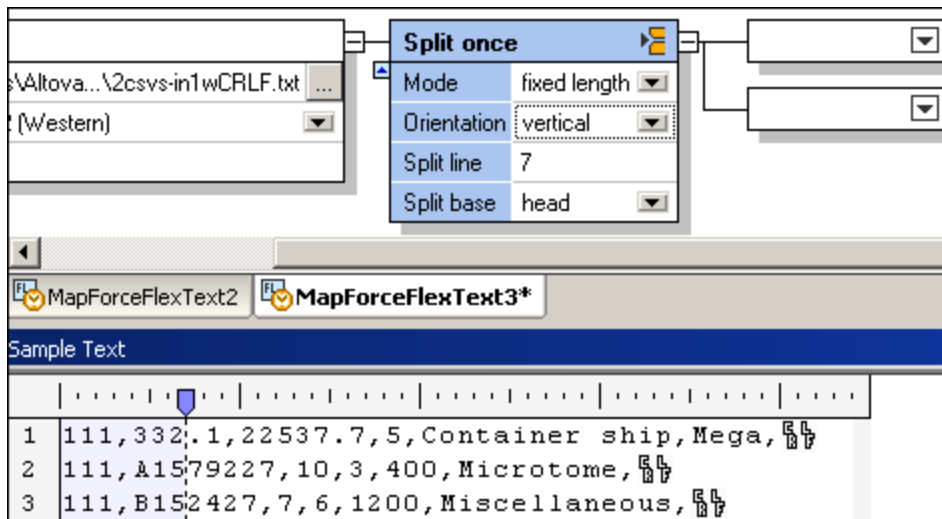 Split once
s\Altova...\2csvs-in1wCRLF.txt ...
Mode fixed length
(Western)
Orientation vertical
Split line 7
Split base head
MapForceFlexText2 MapForceFlexText3*
Sample Text
1 111,332.1,22537.7,5,Container ship,Mega,
2 111,A1579227,10,3,400,Microtome,
3 111,B152427,7,6,1200,Miscellaneous,